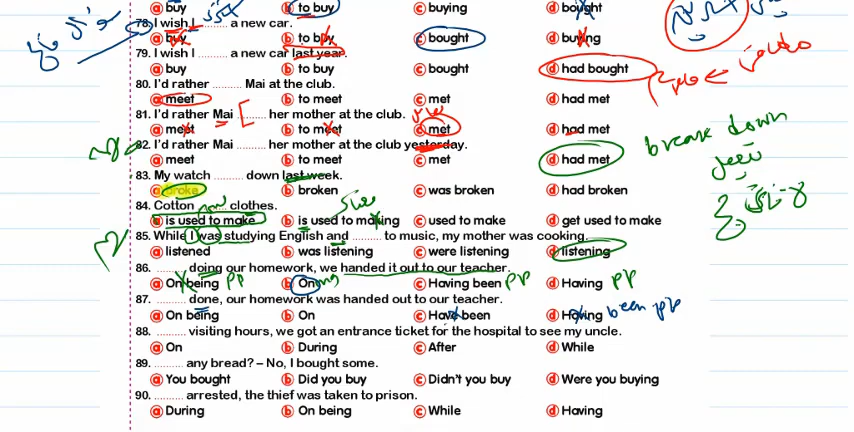 ⓐ buy ⓑ to buy ⓒ buying ⓓ bought
78. I wish I .......... a new car.
ⓐ buy ⓑ to buy ⓒ bought ⓓ buying
79. I wish I .......... a new car last year.
ⓐ buy ⓑ to buy ⓒ bought ⓓ had bought
80. I'd rather .......... Mai at the club.
ⓐ meet ⓑ to meet ⓒ met ⓓ had met
81. I'd rather Mai .......... her mother at the club.
ⓐ meet ⓑ to meet ⓒ met ⓓ had met
82. I'd rather Mai .......... her mother at the club yesterday.
ⓐ meet ⓑ to meet ⓒ met ⓓ had met
break down
83. My watch .......... down last week.
ⓐ broke ⓑ broken ⓒ was broken ⓓ had broken
84. Cotton .......... clothes.
ⓐ is used to make ⓑ is used to making ⓒ used to make ⓓ get used to make
85. While I was studying English and .......... to music, my mother was cooking.
ⓐ listened ⓑ was listening ⓒ were listening ⓓ listening
86. .......... doing our homework, we handed it out to our teacher.
ⓐ On being pp ⓑ On ing ⓒ Having been pp ⓓ Having pp
87. .......... done, our homework was handed out to our teacher.
ⓐ On being ⓑ On ⓒ Have been ⓓ Having been pp
88. .......... visiting hours, we got an entrance ticket for the hospital to see my uncle.
ⓐ On ⓑ During ⓒ After ⓓ While
89. .......... any bread? – No, I bought some.
ⓐ You bought ⓑ Did you buy ⓒ Didn't you buy ⓓ Were you buying
90. .......... arrested, the thief was taken to prison.
ⓐ During ⓑ On being ⓒ While ⓓ Having